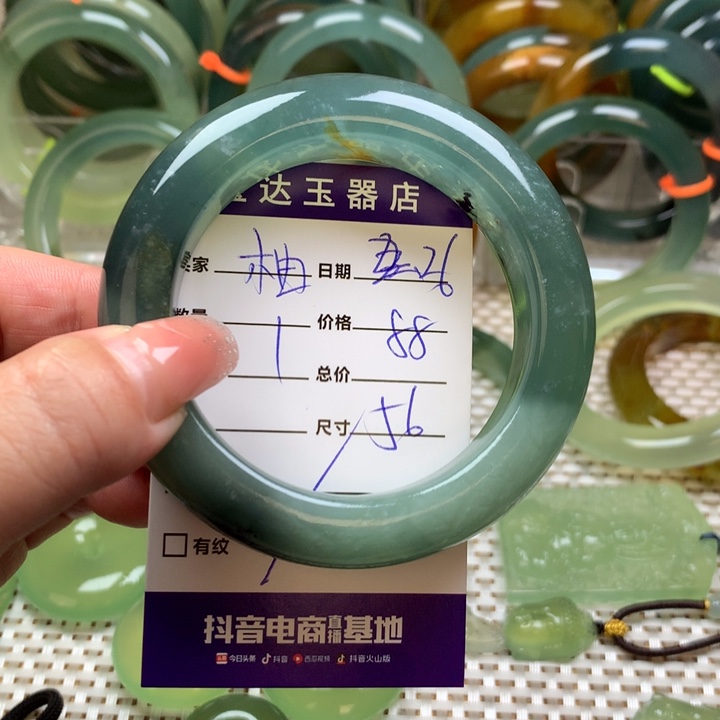 达玉器店
家 柚 日期 五.26
数量 1 价格 88
总价
尺寸 56
有纹
抖音电商直播基地
今日头条 抖音 西瓜视频 抖音火山版